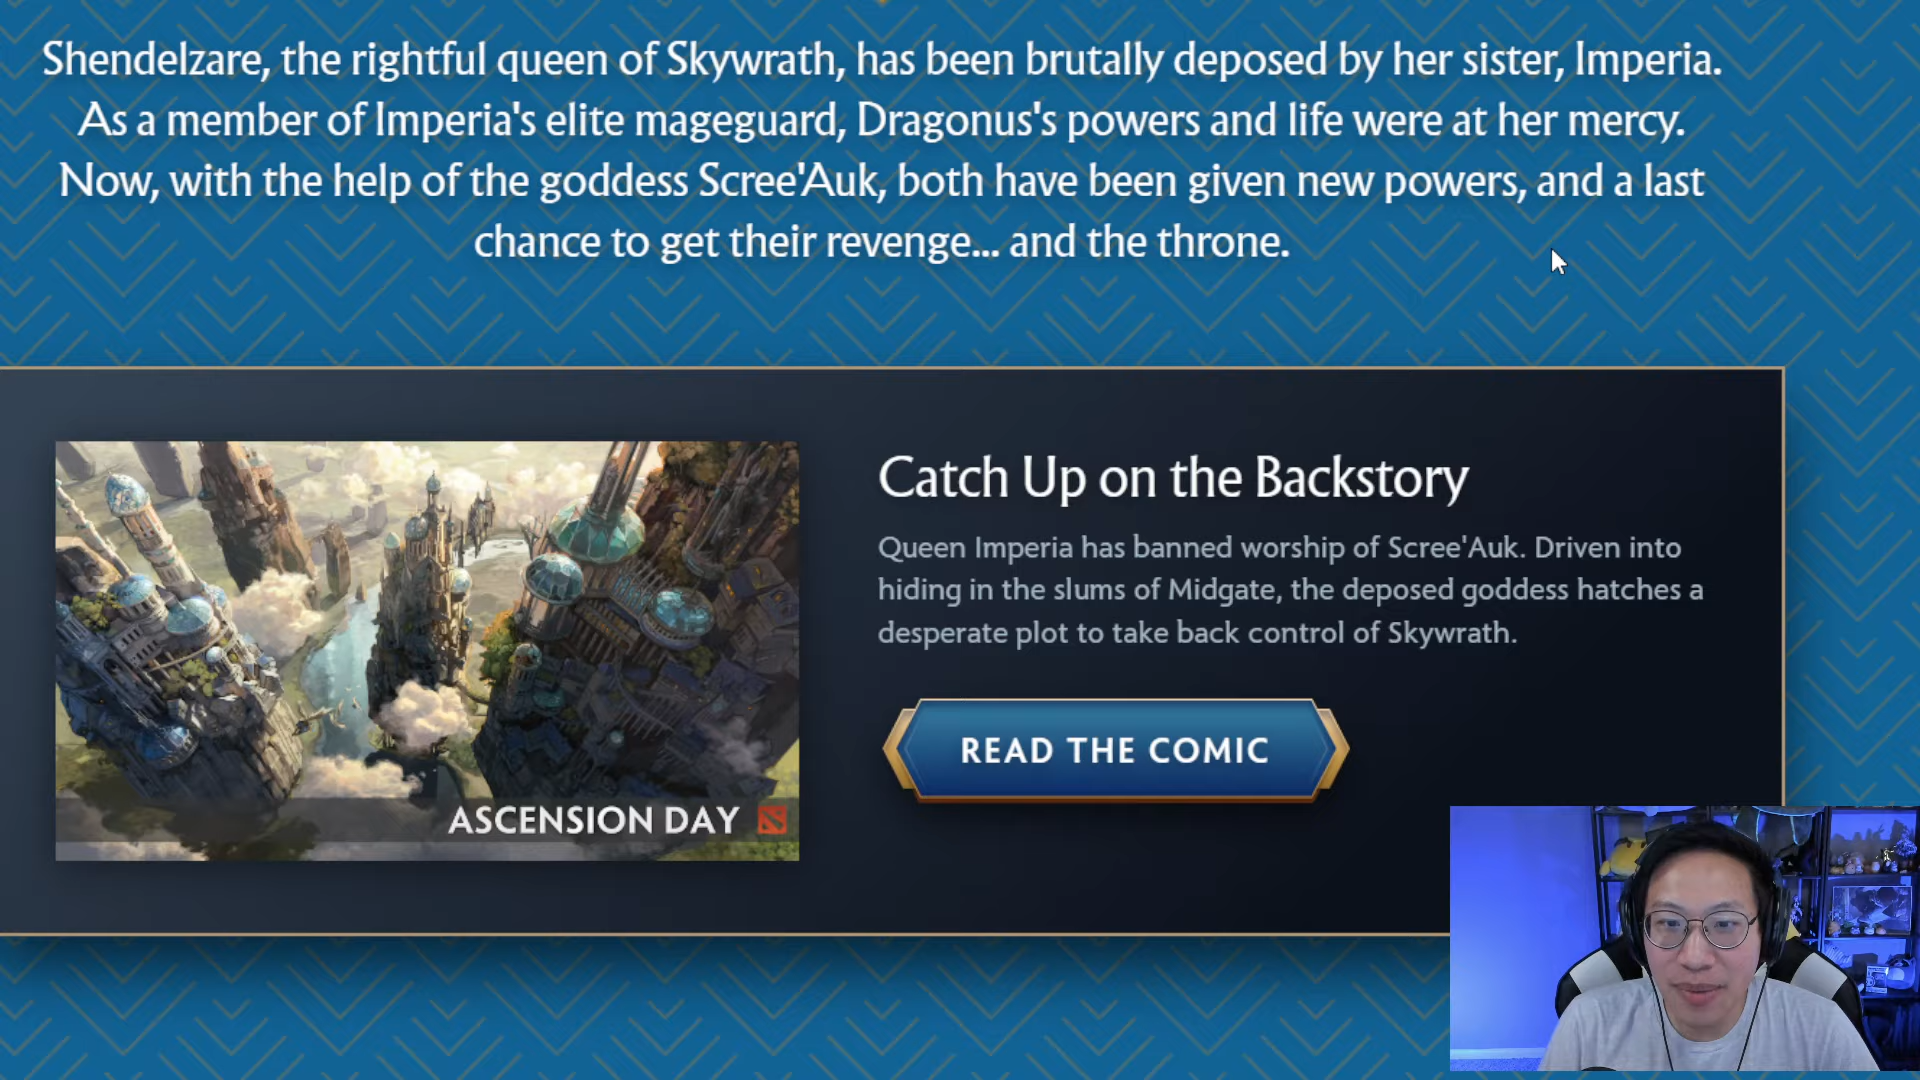 Shendelzare, the rightful queen of Skywrath, has been brutally deposed by her sister, Imperia.
As a member of Imperia's elite mageguard, Dragonus's powers and life were at her mercy.
Now, with the help of the goddess Scree'Auk, both have been given new powers, and a last
chance to get their revenge... and the throne.
Catch Up on the Backstory
Queen Imperia has banned worship of Scree'Auk. Driven into
hiding in the slums of Midgate, the deposed goddess hatches a
desperate plot to take back control of Skywrath.
READ THE COMIC
ASCENSION DAY